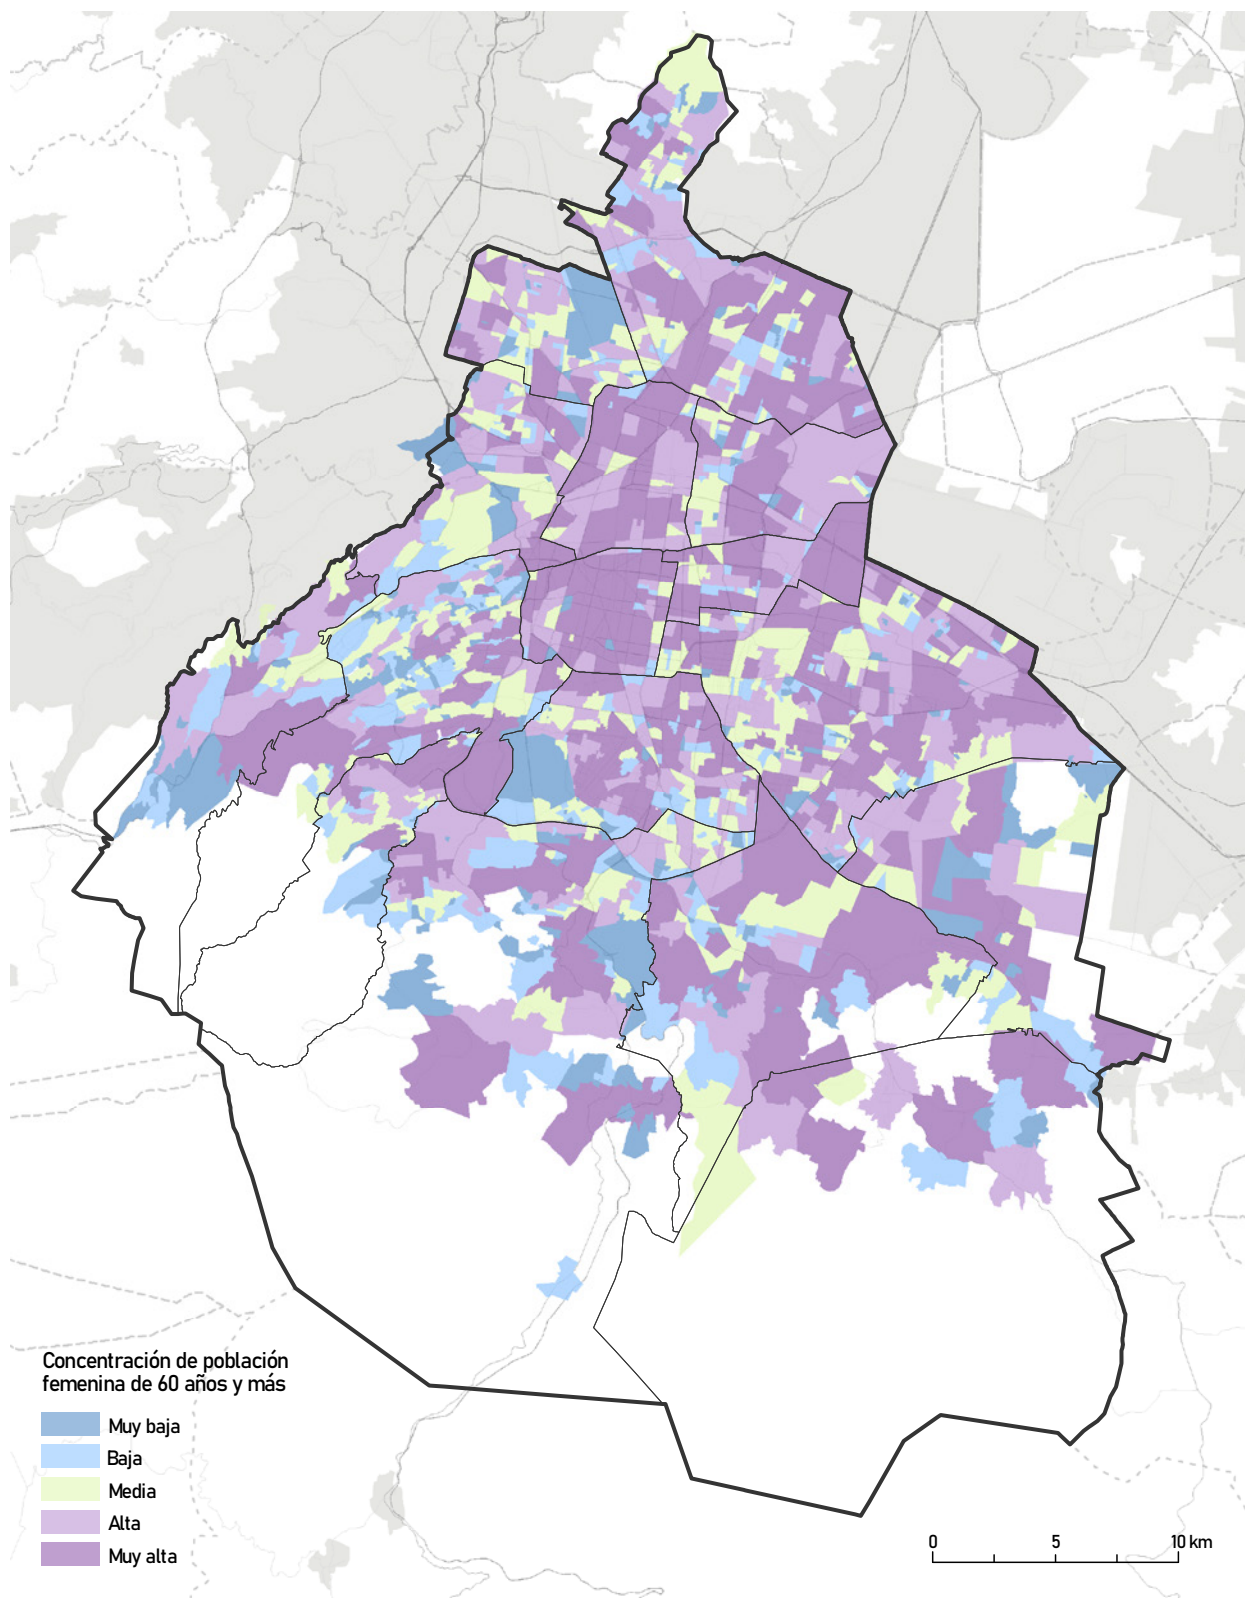 Concentración de población
femenina de 60 años y más
Muy baja
Baja
Media
Alta
Muy alta
0 5 10 km